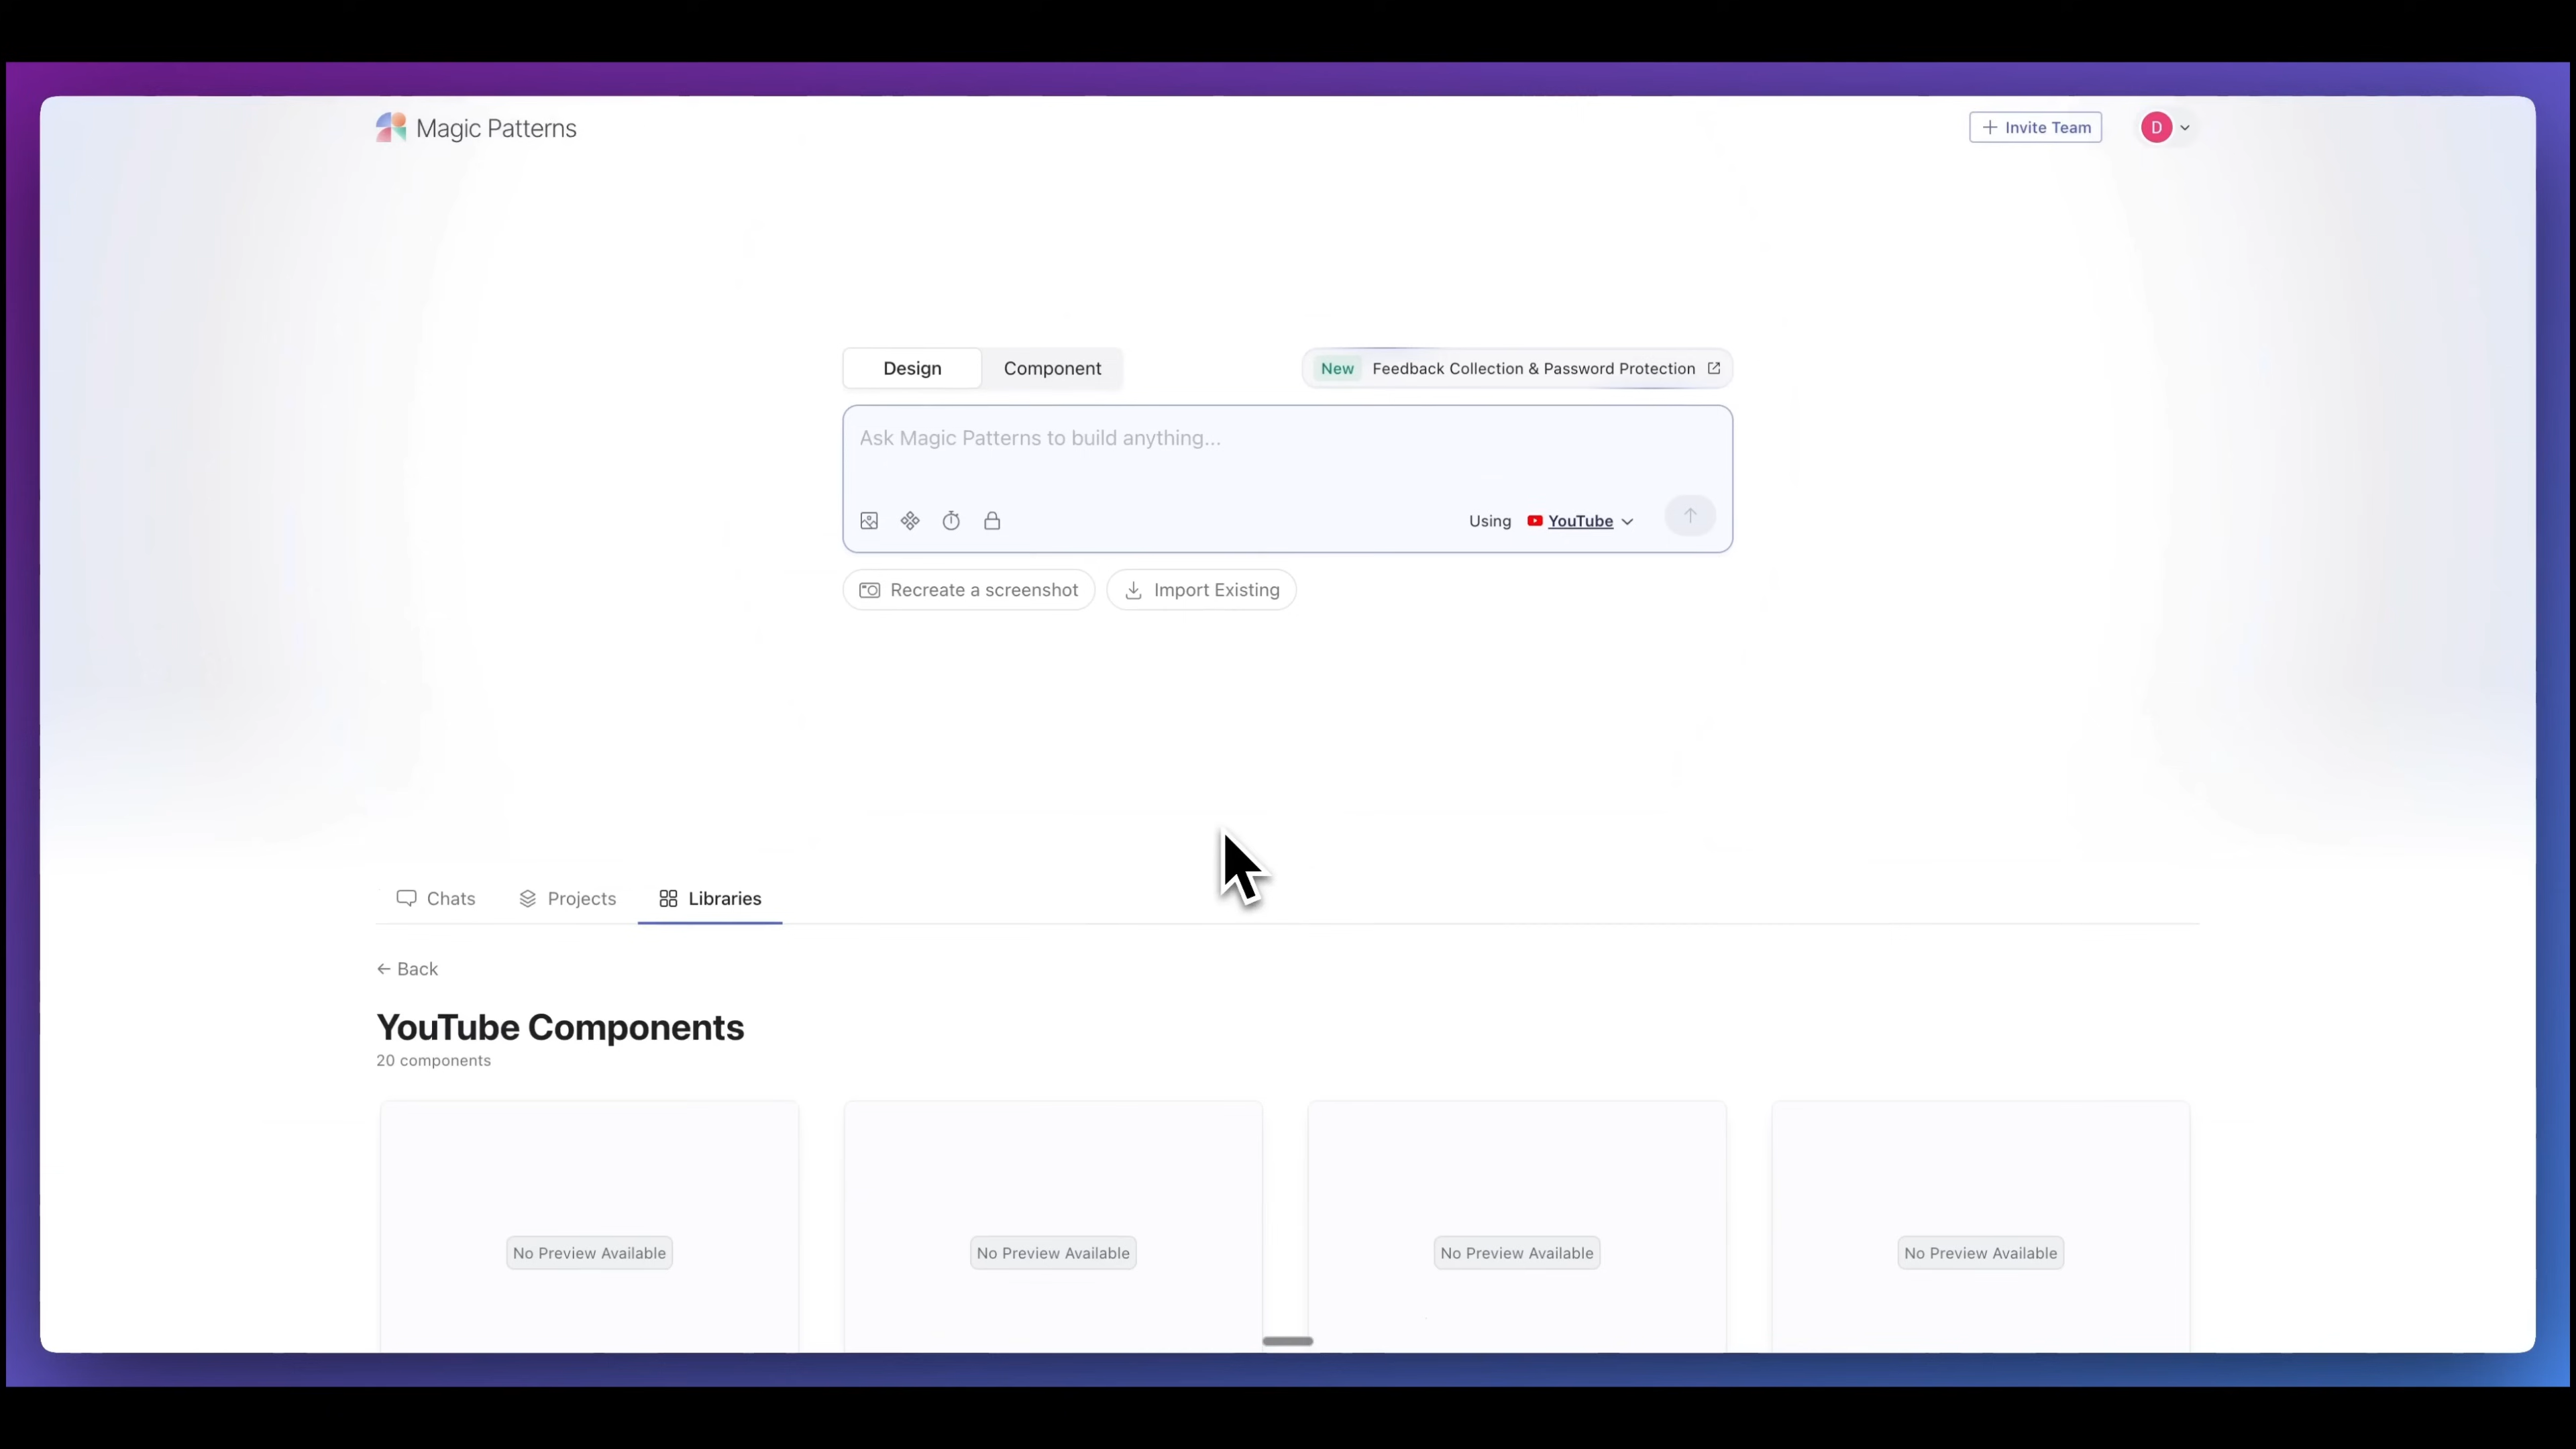 Magic Patterns
Invite Team
D
Design
Component
New Feedback Collection & Password Protection
Ask Magic Patterns to build anything...
Using YouTube
Recreate a screenshot
Import Existing
Chats
Projects
Libraries
Back
YouTube Components
20 components
No Preview Available
No Preview Available
No Preview Available
No Preview Available